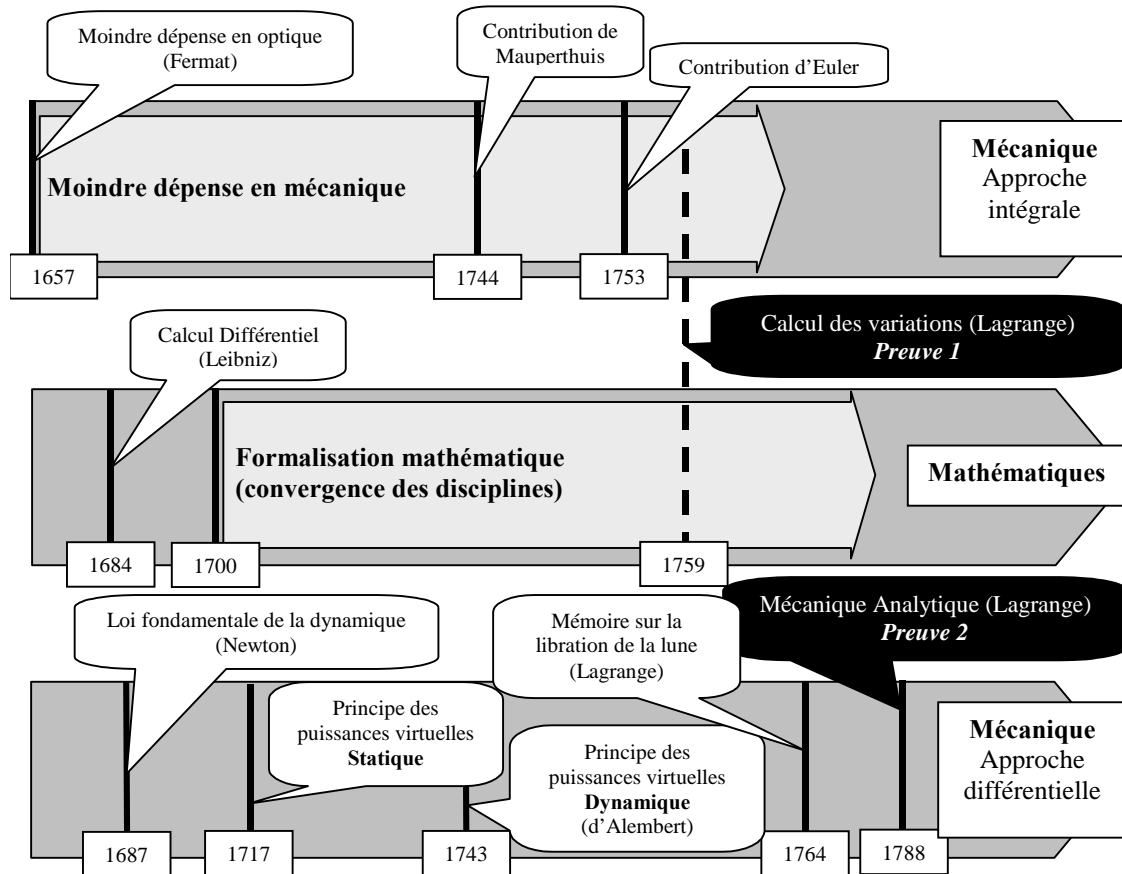 Moindre dépense en optique
(Fermat)
Contribution de
Mauperthuis
Contribution d'Euler
Moindre dépense en mécanique
Mécanique
Approche
intégrale
1657
1744
1753
Calcul Différentiel
(Leibniz)
Calcul des variations (Lagrange)
Preuve 1
Formalisation mathématique
(convergence des disciplines)
Mathématiques
1684
1700
1759
Loi fondamentale de la dynamique
(Newton)
Mémoire sur la
libration de la lune
(Lagrange)
Mécanique Analytique (Lagrange)
Preuve 2
Principe des
puissances virtuelles
Statique
Principe des
puissances virtuelles
Dynamique
(d'Alembert)
Mécanique
Approche
différentielle
1687
1717
1743
1764
1788